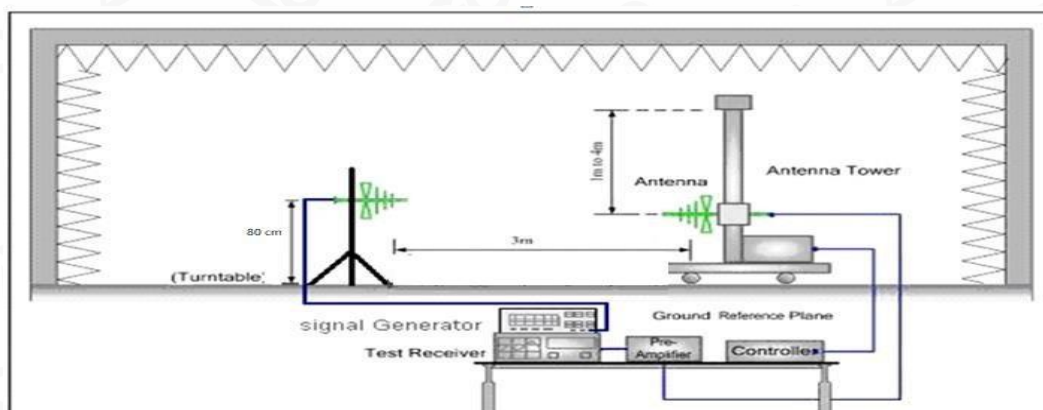 1m to 4m
Antenna Tower
Antenna
80 cm
3m
(Turntable)
signal Generator
Ground Reference Plane
Test Receiver
Pre-
Amplifier
Controller